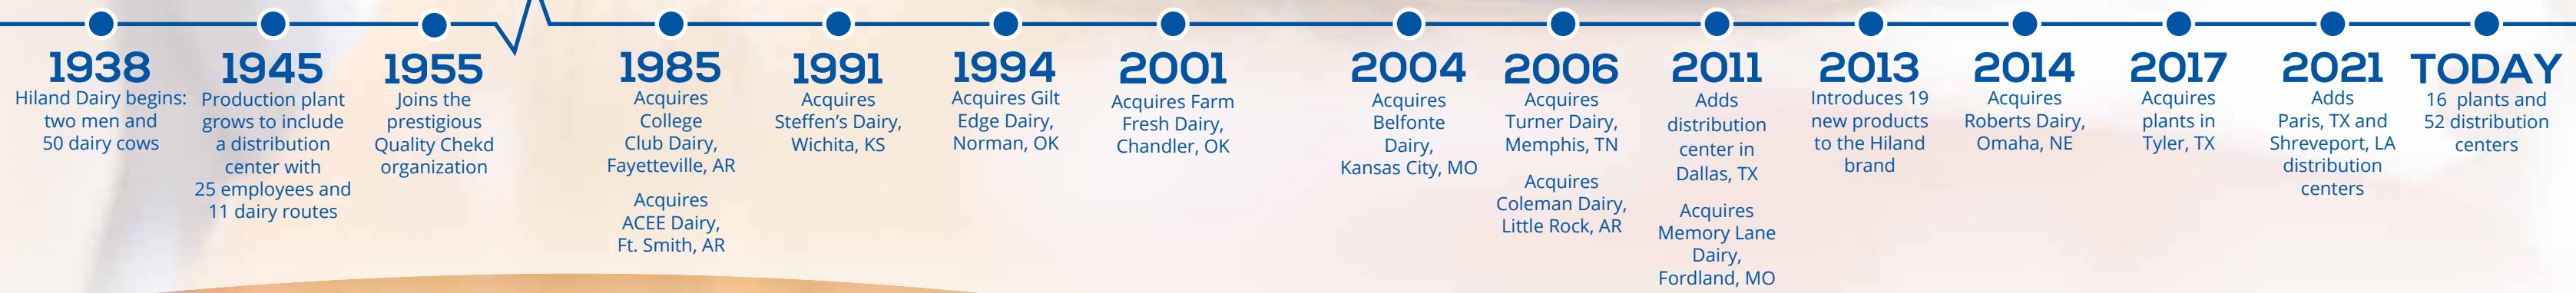 1938
Hiland Dairy begins:
two men and
50 dairy cows
1945
Production plant
grows to include
a distribution
center with
25 employees and
11 dairy routes
1955
Joins the
prestigious
Quality Chekd
organization
1985
Acquires
College
Club Dairy,
Fayetteville, AR
Acquires
ACEE Dairy,
Ft. Smith, AR
1991
Acquires
Steffen's Dairy,
Wichita, KS
1994
Acquires Gilt
Edge Dairy,
Norman, OK
2001
Acquires Farm
Fresh Dairy,
Chandler, OK
2004
Acquires
Belfonte
Dairy,
Kansas City, MO
2006
Acquires
Turner Dairy,
Memphis, TN
Acquires
Coleman Dairy,
Little Rock, AR
2011
Adds
distribution
center in
Dallas, TX
Acquires
Memory Lane
Dairy,
Fordland, MO
2013
Introduces 19
new products
to the Hiland
brand
2014
Acquires
Roberts Dairy,
Omaha, NE
2017
Acquires
plants in
Tyler, TX
2021
Adds
Paris, TX and
Shreveport, LA
distribution
centers
TODAY
16 plants and
52 distribution
centers